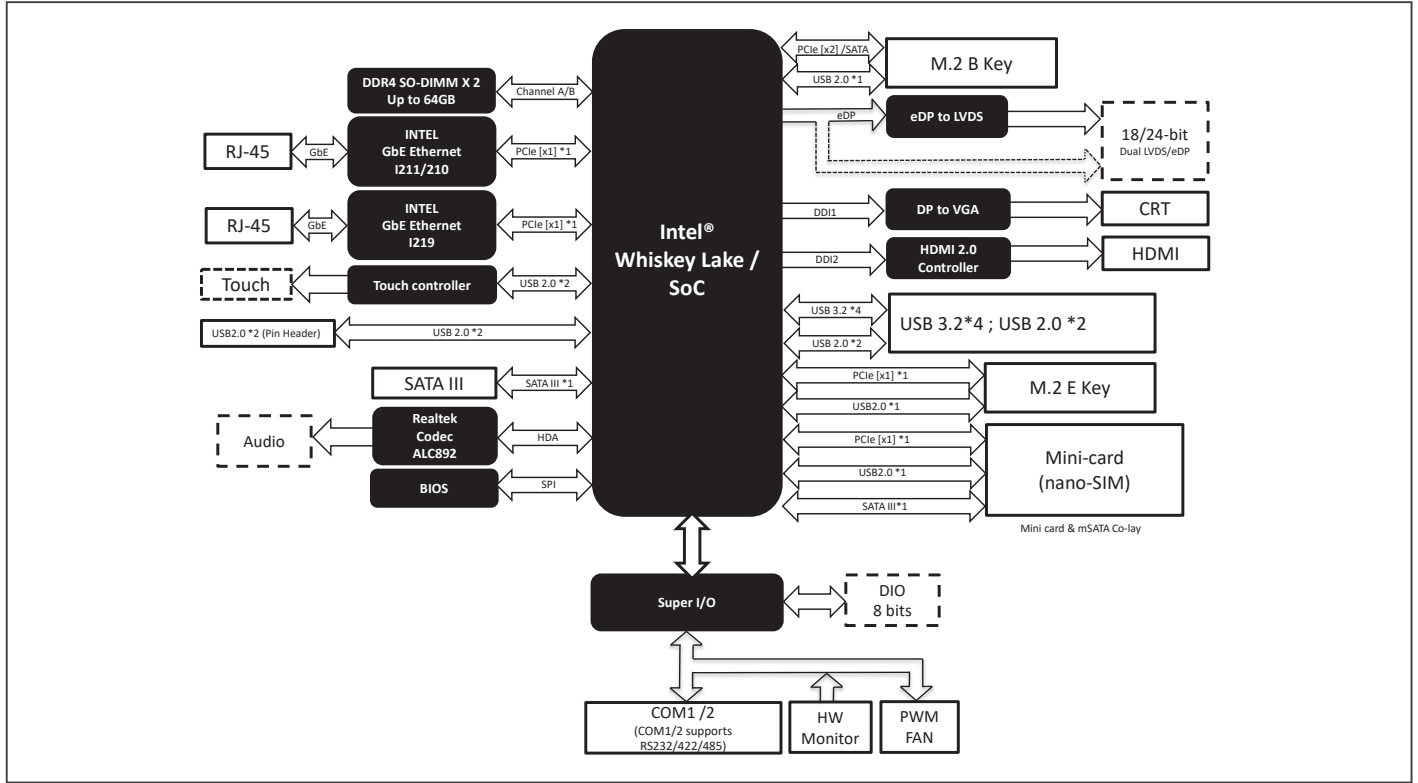 PCIe [x2] /SATA
M.2 B Key
USB 2.0 *1
DDR4 SO-DIMM X 2
Up to 64GB
Channel A/B
eDP
eDP to LVDS
18/24-bit
Dual LVDS/eDP
RJ-45
GbE
INTEL
GbE Ethernet
I211/210
PCIe [x1] *1
RJ-45
GbE
INTEL
GbE Ethernet
I219
PCIe [x1] *1
Intel®
Whiskey Lake /
SoC
DDI1
DP to VGA
CRT
DDI2
HDMI 2.0
Controller
HDMI
Touch
Touch controller
USB 2.0 *2
USB2.0 *2 (Pin Header)
USB 2.0 *2
USB 3.2 *4
USB 3.2*4 ; USB 2.0 *2
USB 2.0 *2
SATA III
SATA III *1
PCIe [x1] *1
M.2 E Key
USB2.0 *1
Audio
Realtek
Codec
ALC892
HDA
BIOS
SPI
PCIe [x1] *1
USB2.0 *1
SATA III*1
Mini-card
(nano-SIM)
Mini card & mSATA Co-lay
Super I/O
DIO
8 bits
COM1 /2
(COM1/2 supports
RS232/422/485)
HW
Monitor
PWM
FAN